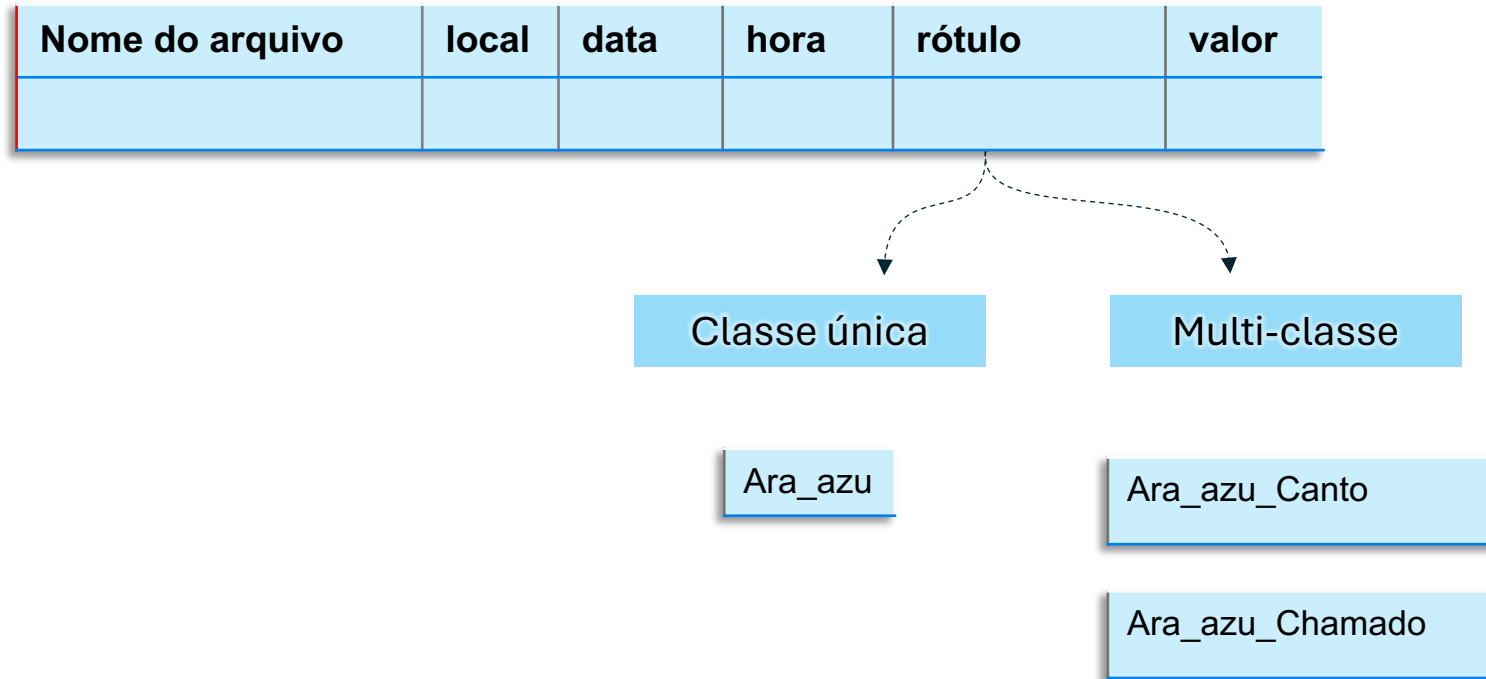 Nome do arquivo local data hora rótulo valor
Classe única Multi-classe
Ara_azu Ara_azu_Canto
Ara_azu_Chamado